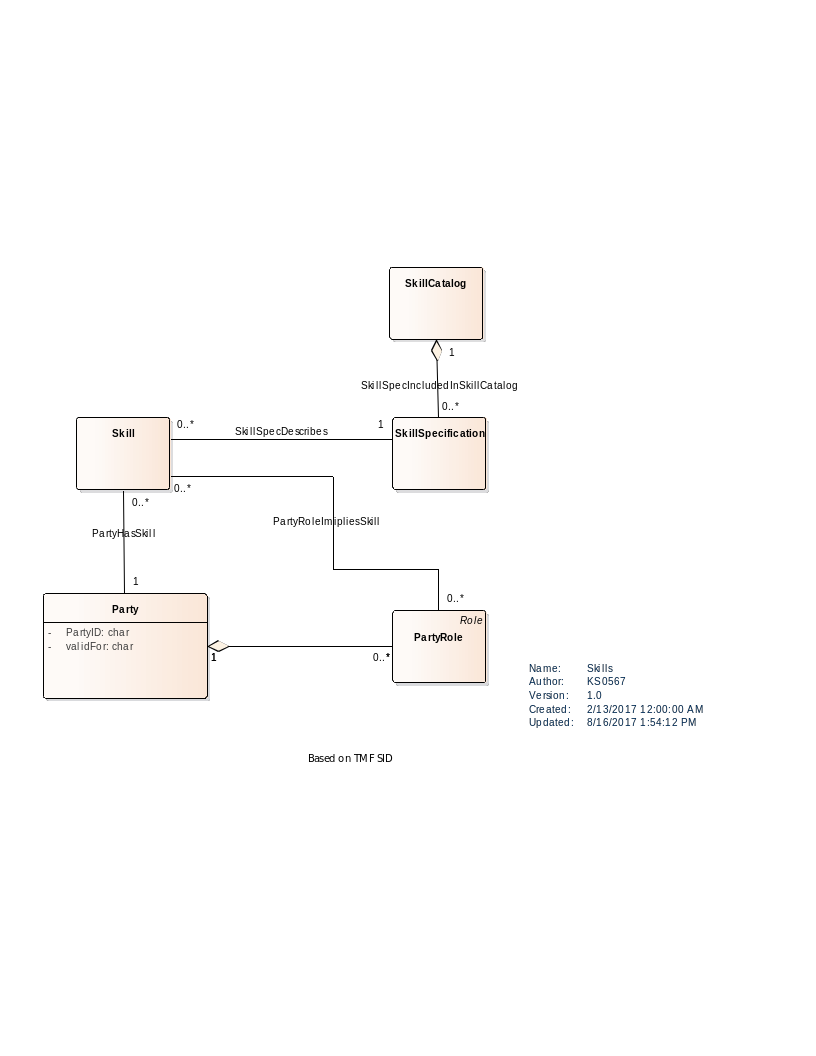 SkillCatalog
1
SkillSpecIncludedInSkillCatalog
0..*
0..*
SkillSpecDescribes
1
Skill
SkillSpecification
0..*
0..*
PartyRoleImpliesSkill
PartyHasSkill
1
0..*
Party
Role
- PartyID: char
PartyRole
- validFor: char
1
0..*
Name: Skills
Author: KS0567
Version: 1.0
Created: 2/13/2017 12:00:00 AM
Updated: 8/16/2017 1:54:12 PM
Based on TMF SID